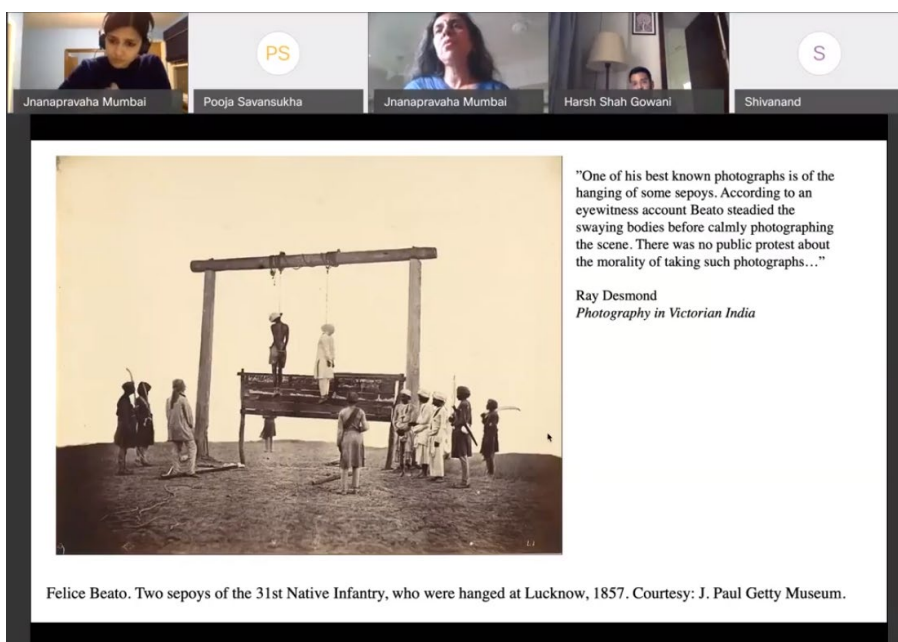 PS
S
Jnanapravaha Mumbai
Pooja Savansukha
Jnanapravaha Mumbai
Harsh Shah Gowani
Shivanand
”One of his best known photographs is of the
hanging of some sepoys. According to an
eyewitness account Beato steadied the
swaying bodies before calmly photographing
the scene. There was no public protest about
the morality of taking such photographs…”
Ray Desmond
Photography in Victorian India
Felice Beato. Two sepoys of the 31st Native Infantry, who were hanged at Lucknow, 1857. Courtesy: J. Paul Getty Museum.